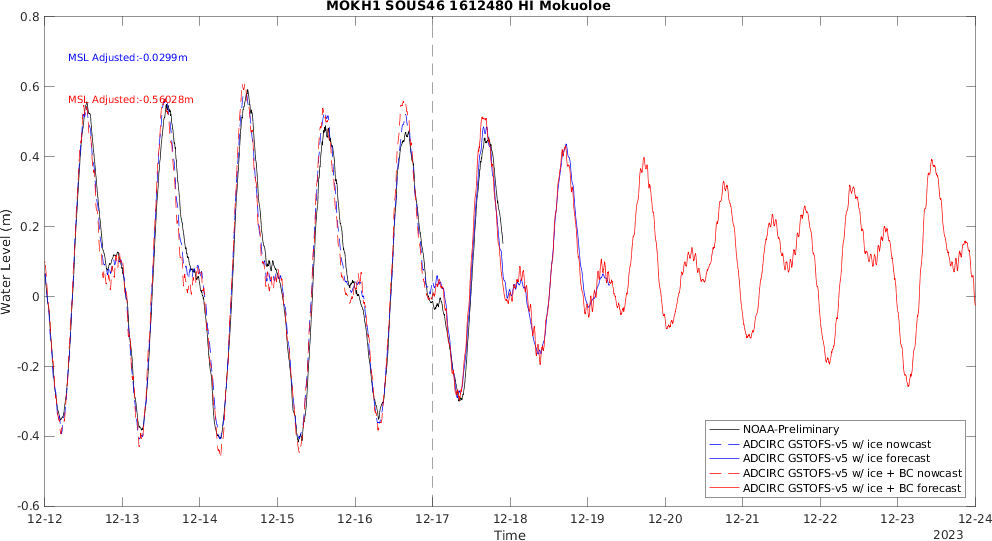 MOKH1 SOUS46 1612480 HI Mokuoloe
0.8
0.6
0.4
0.2
0
-0.2
-0.4
-0.6
Water Level (m)
MSL Adjusted:-0.0299m
MSL Adjusted:-0.56028m
NOAA-Preliminary
ADCIRC GSTOFS-v5 w/ ice nowcast
ADCIRC GSTOFS-v5 w/ ice forecast
ADCIRC GSTOFS-v5 w/ ice + BC nowcast
ADCIRC GSTOFS-v5 w/ ice + BC forecast
12-12 12-13 12-14 12-15 12-16 12-17 12-18 12-19 12-20 12-21 12-22 12-23 12-24
Time
2023